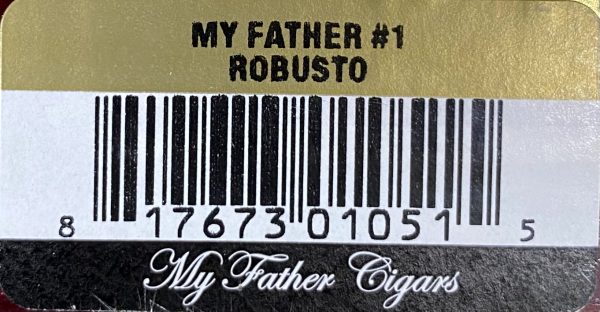 MY FATHER #1
ROBUSTO
8 17673 01051 5
My Father Cigars